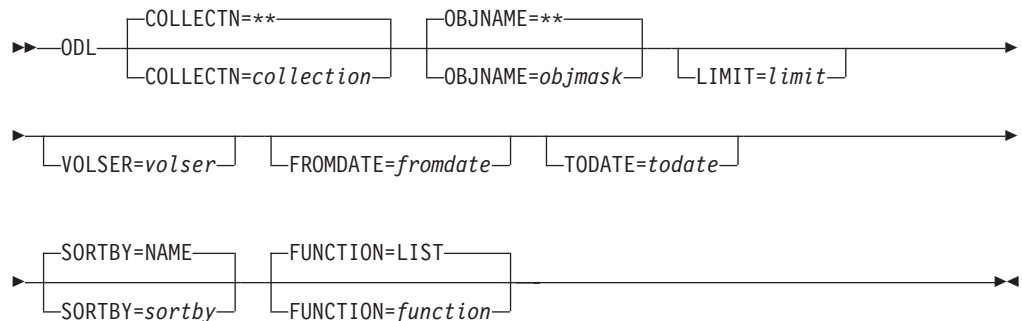 COLLECTN=** OBJNAME=**
ODL
COLLECTN=collection OBJNAME=objmask LIMIT=limit
VOLSER=volser FROMDATE=fromdate TODATE=todate
SORTBY=NAME FUNCTION=LIST
SORTBY=sortby FUNCTION=function